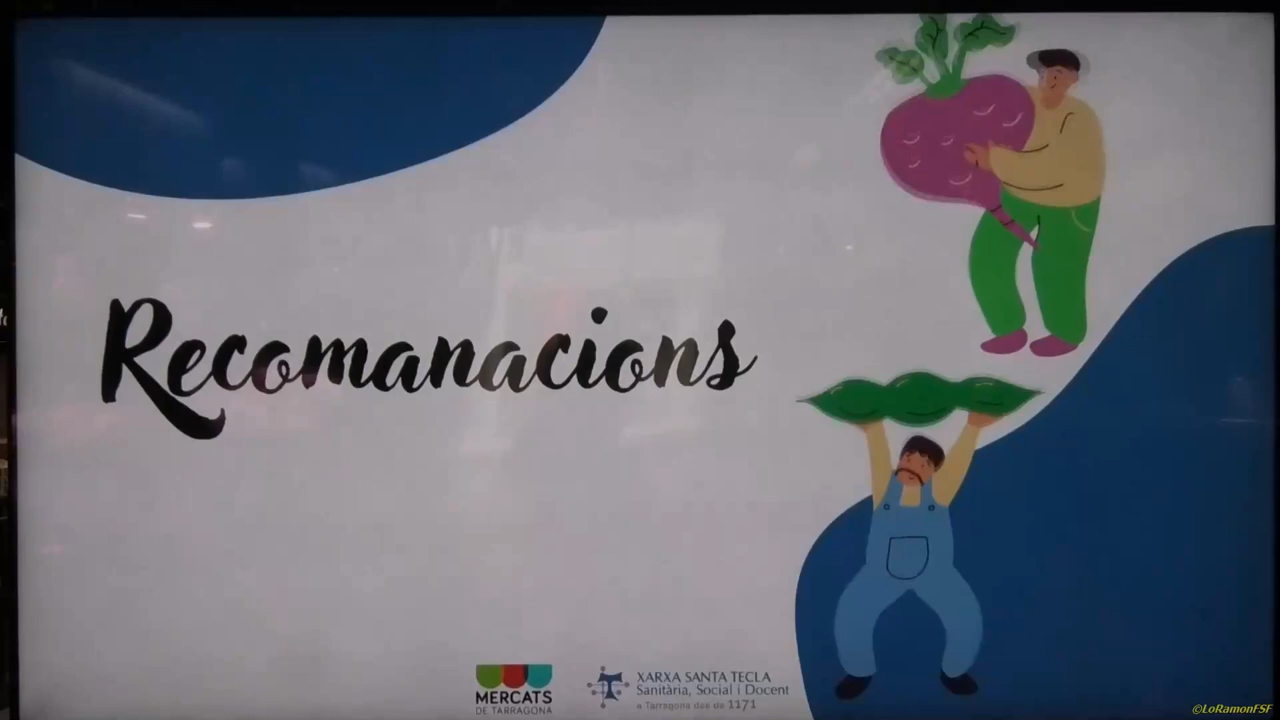 Recomanacions
MERCATS
DE TARRAGONA
XARXA SANTA TECLA
Sanitària, Social i Docent
a Tarragona des de 1171
©LoRamonFSF